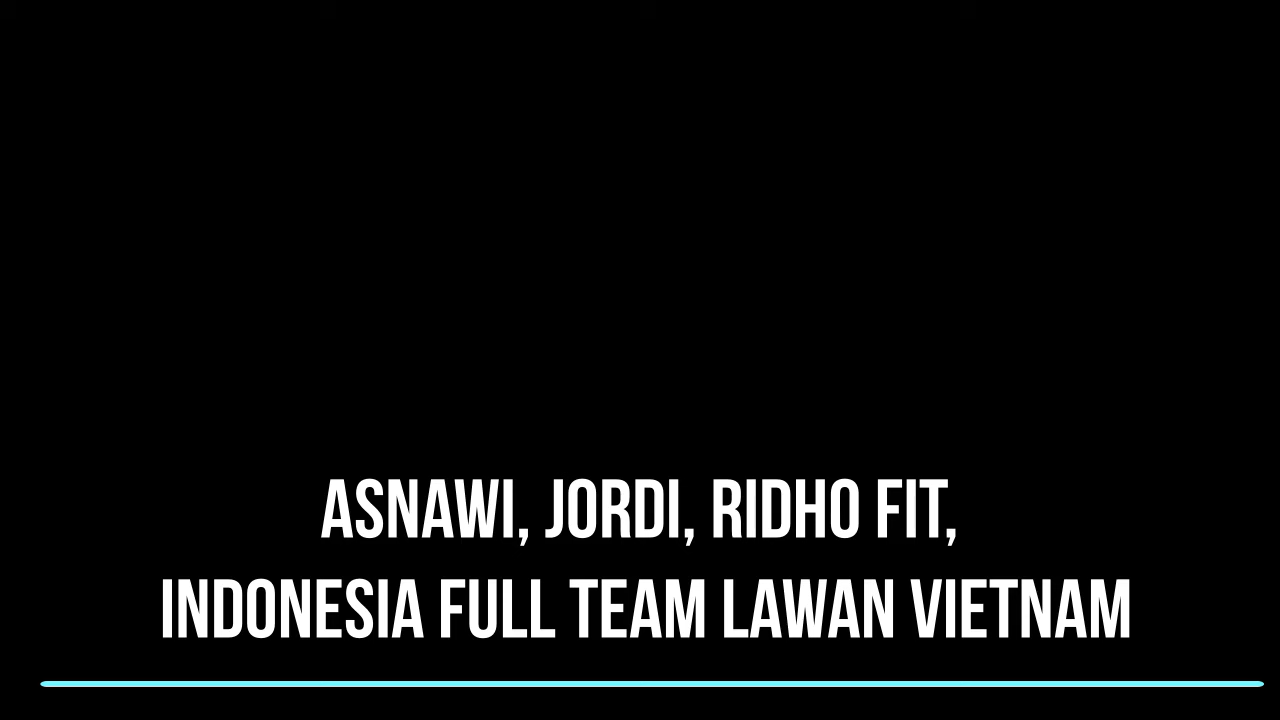 ASNAWI, JORDI, RIDHO FIT,
INDONESIA FULL TEAM LAWAN VIETNAM